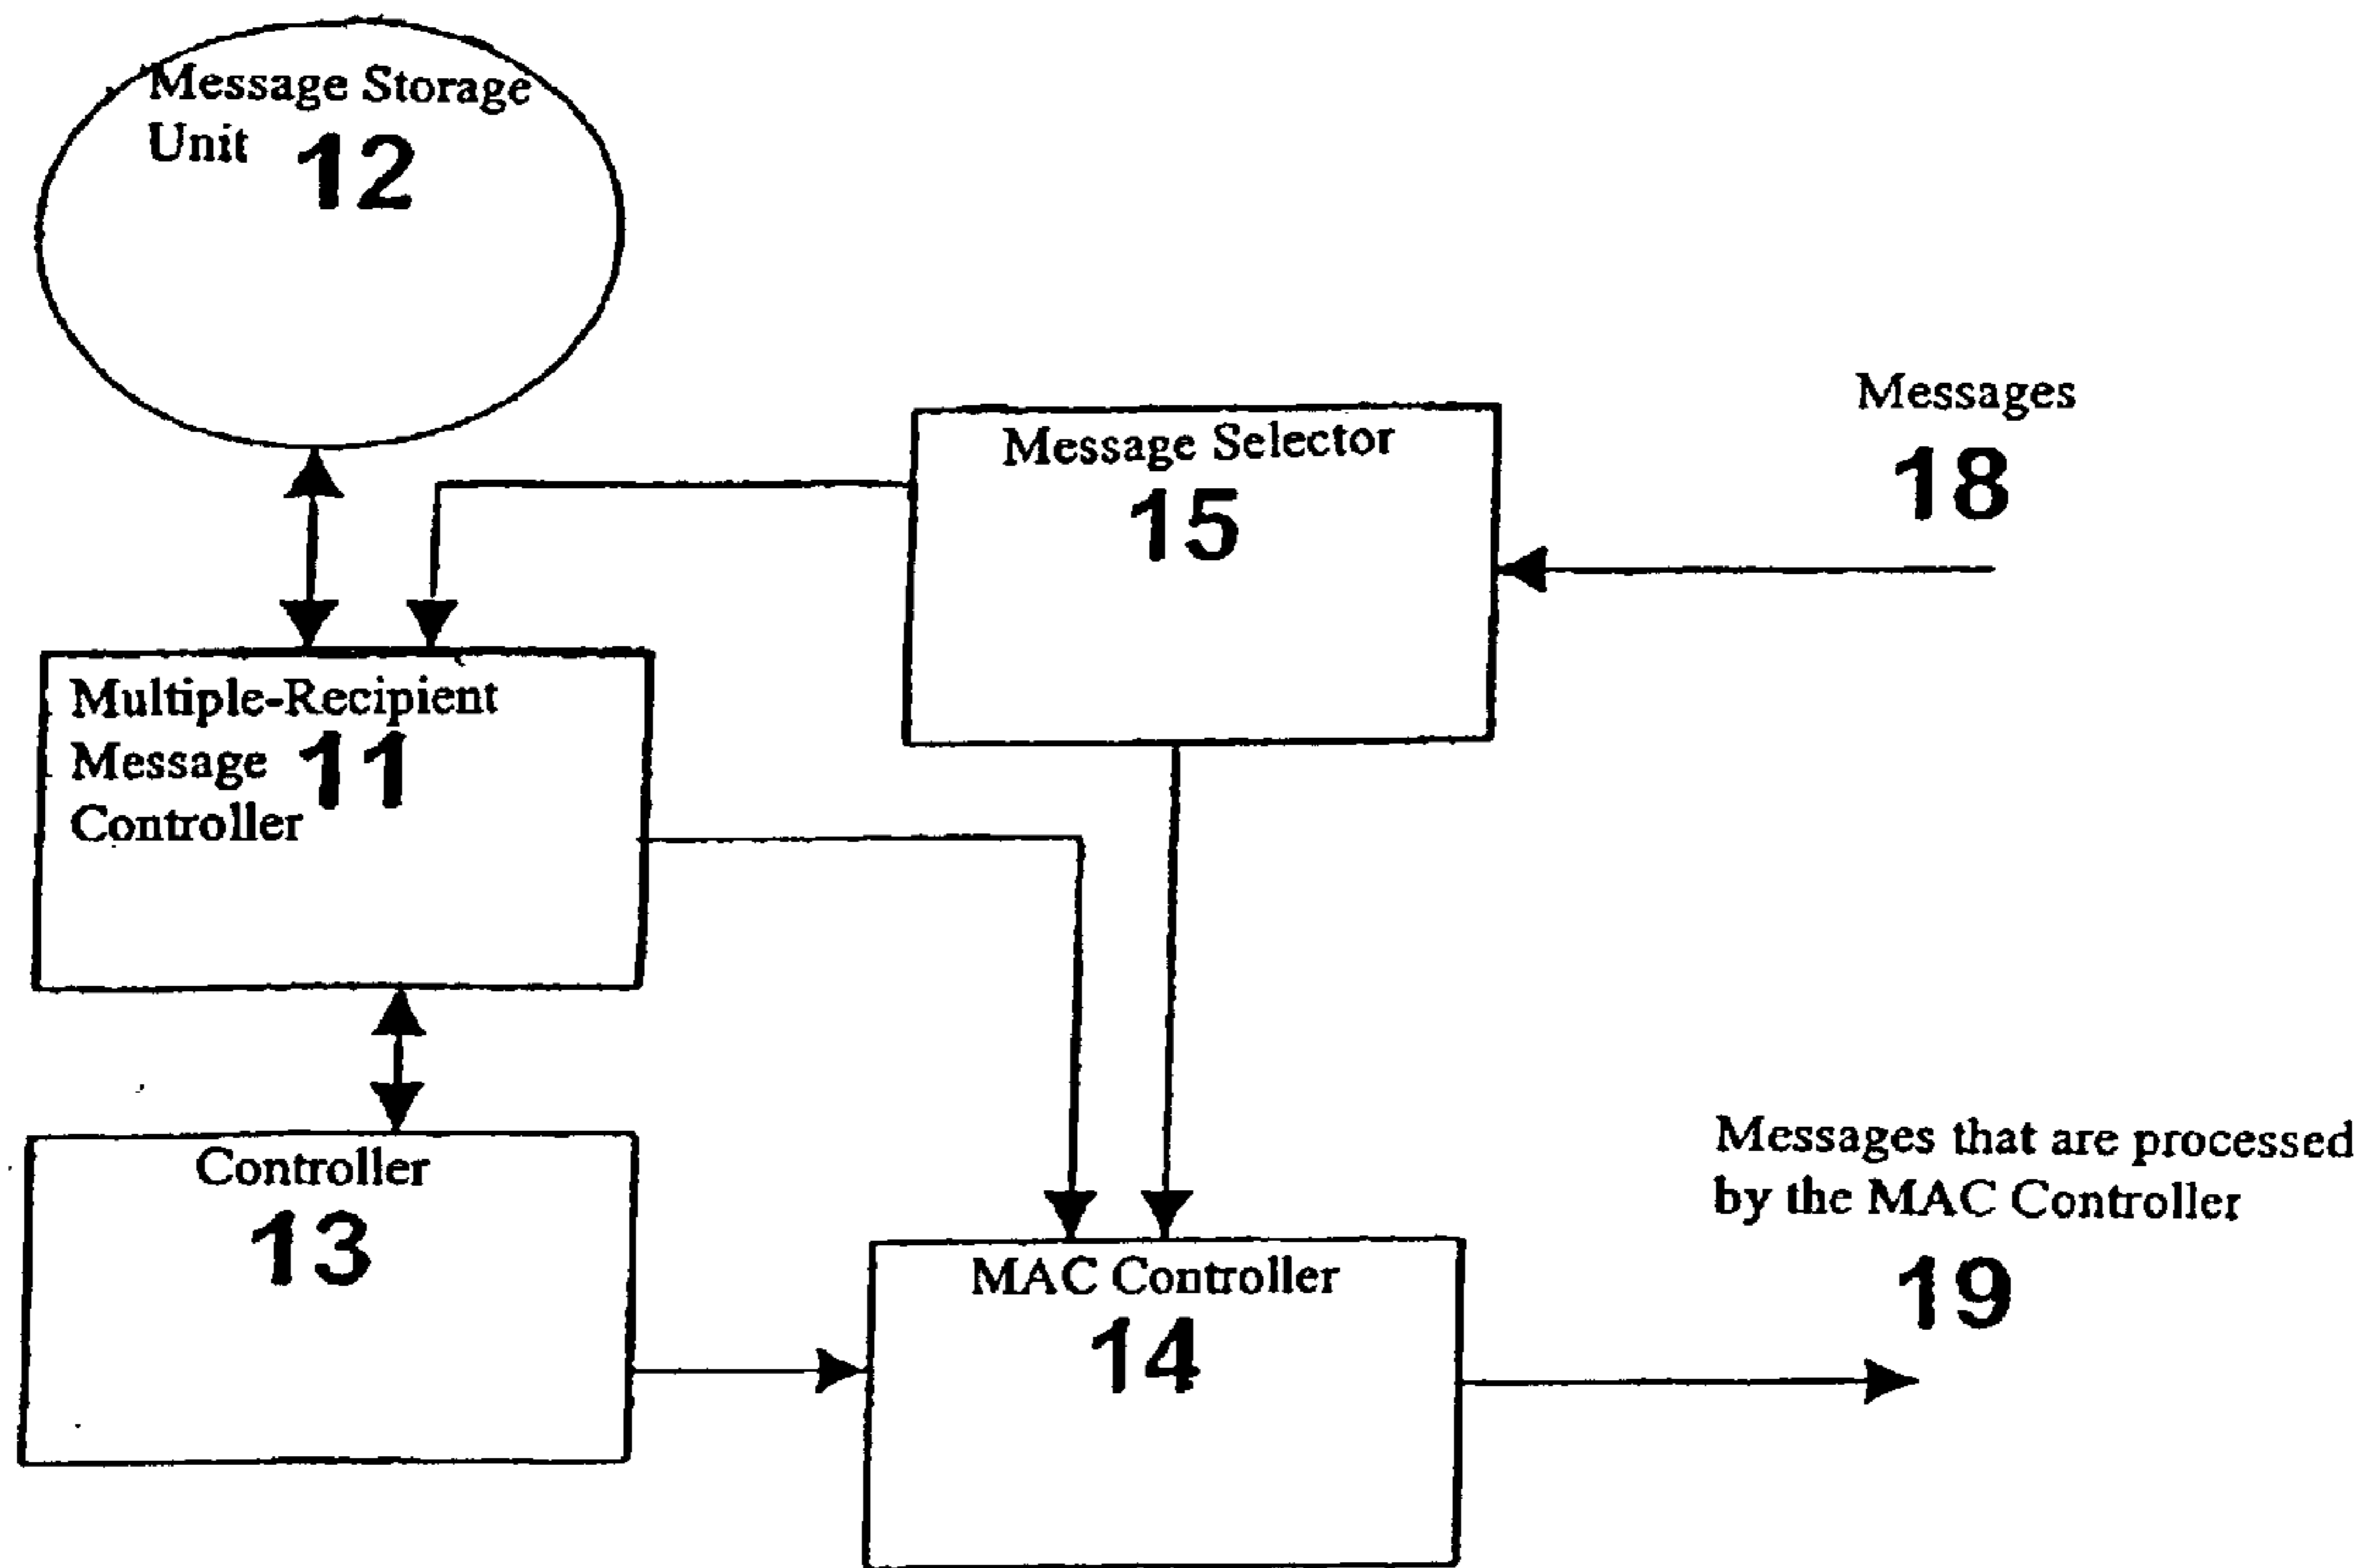 Message Storage
Unit 12
Message Selector
15
Messages
18
Multiple-Recipient
Message 11
Controller
Controller
13
MAC Controller
14
Messages that are processed
by the MAC Controller
19